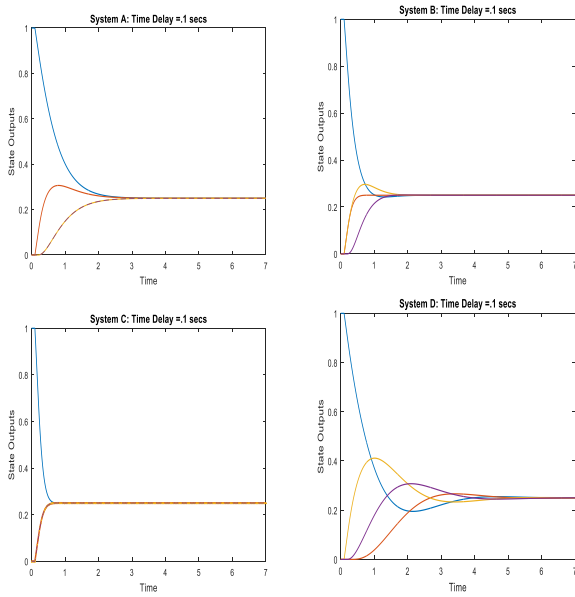 System A: Time Delay =.1 secs
1
0.8
0.6
0.4
0.2
0
State Outputs
0 1 2 3 4 5 6 7
Time
System B: Time Delay =.1 secs
1
0.8
0.6
0.4
0.2
0
State Outputs
0 1 2 3 4 5 6 7
Time
System C: Time Delay =.1 secs
1
0.8
0.6
0.4
0.2
0
State Outputs
0 1 2 3 4 5 6 7
Time
System D: Time Delay =.1 secs
1
0.8
0.6
0.4
0.2
0
State Outputs
0 1 2 3 4 5 6 7
Time